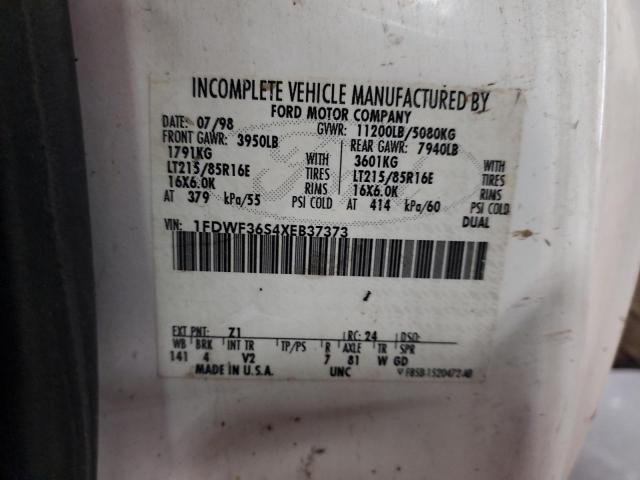 INCOMPLETE VEHICLE MANUFACTURED BY
FORD MOTOR COMPANY
DATE: 07/98 GVWR: 11200LB/5080KG
FRONT GAWR: 3950LB REAR GAWR: 7940LB
1791KG WITH 3601KG WITH
LT215/85R16E TIRES LT215/85R16E TIRES
16X6.0K RIMS 16X6.0K RIMS
AT 379 kPa/55 PSI COLD AT 414 kPa/60 PSI COLD
DUAL
VIN: 1FDWF36S4XEB37373
EXT PNT: Z1 RC: 24 DSO:
WB BRK INT TR TP/PS R AXLE TR SPR
141 4 V2 7 81 W GD
MADE IN U.S.A. UNC